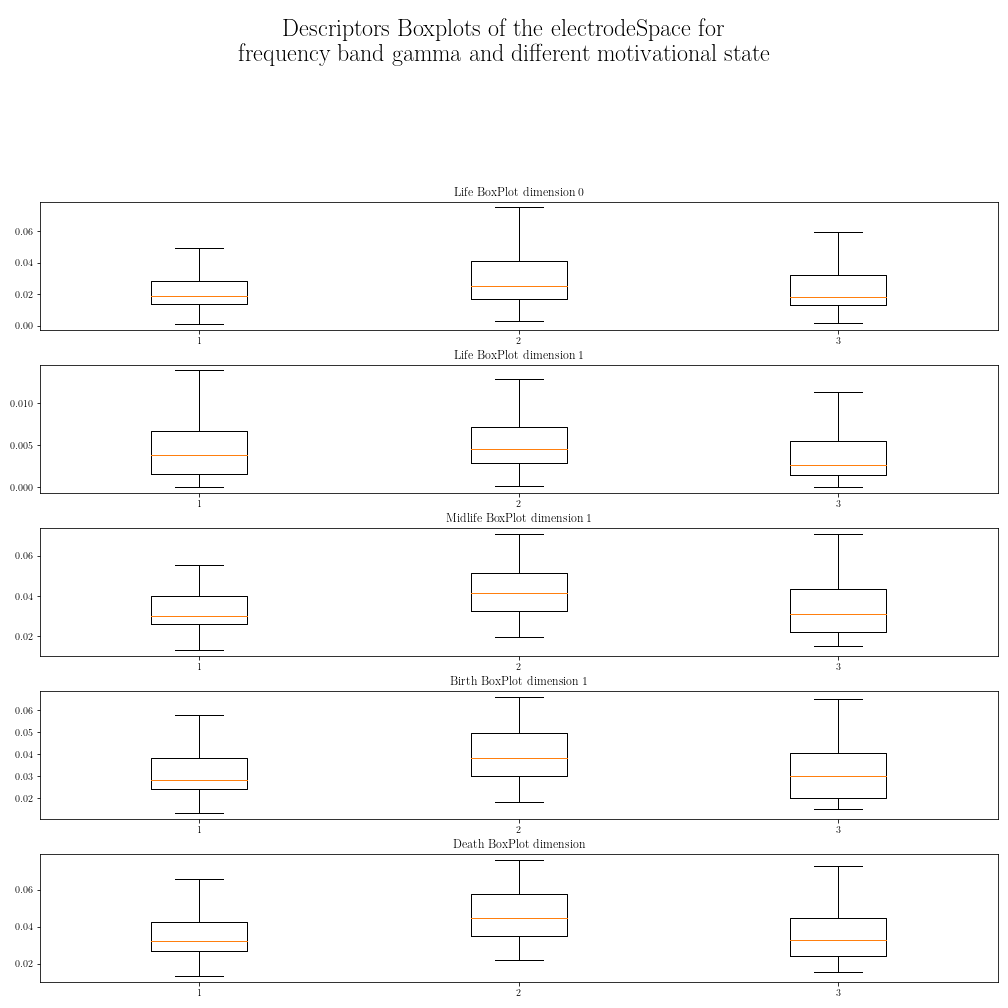 Descriptors Boxplots of the electrodeSpace for
frequency band gamma and different motivational state
Life BoxPlot dimension 0
0.06
0.04
0.02
0.00
1 2 3
Life BoxPlot dimension 1
0.010
0.005
0.000
1 2 3
Midlife BoxPlot dimension 1
0.06
0.04
0.02
1 2 3
Birth BoxPlot dimension 1
0.06
0.05
0.04
0.03
0.02
1 2 3
Death BoxPlot dimension
0.06
0.04
0.02
1 2 3